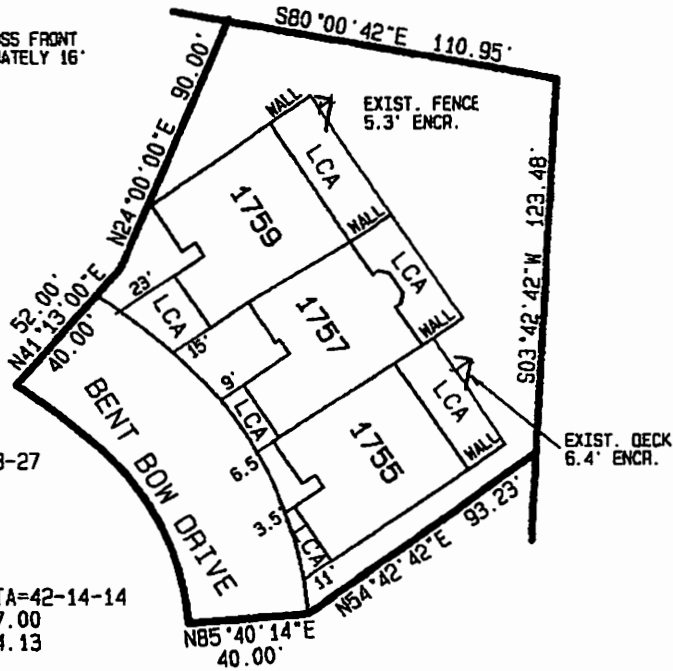 SS FRONT
ATELY 16'
S80°00'42"E 110.95'
90.00'
N24°00'00"E
WALL
EXIST. FENCE
5.3' ENCR.
LCA
1759
WALL
123.48'
S03°42'42"W
52.00'
N41°13'00"E
40.00'
23'
LCA
15'
1757
LCA
WALL
9'
LCA
BENT BOW DRIVE
6.5'
1755
LCA
WALL
EXIST. DECK
6.4' ENCR.
3.5'
LCA
11'
-27
TA=42-14-14
7.00
4.13
N54°42'42"E 93.23'
N85°40'14"E
40.00'